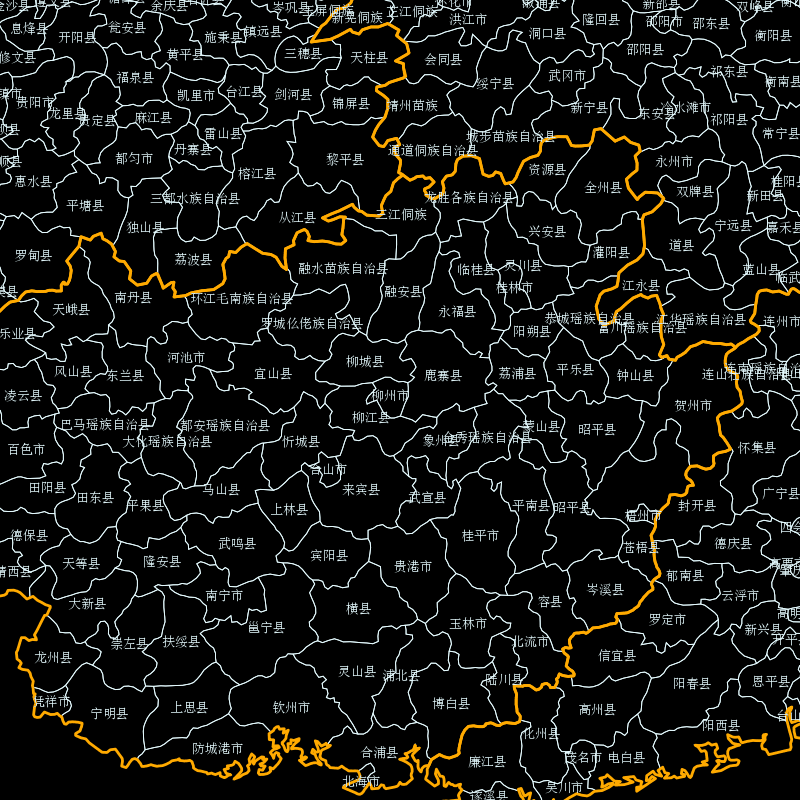 息烽县
开阳县
瓮安县
余庆县
施秉县
镇远县
岑巩县
玉屏侗族
新晃侗族
芷江侗族
洪江市
洞口县
隆回县
邵阳市
邵东县
衡阳县
修文县
黄平县
三穗县
天柱县
会同县
邵阳县
福泉县
绥宁县
武冈市
祁东县
衡南县
贵阳市
凯里市
台江县
剑河县
锦屏县
靖州苗族
新宁县
东安县
冷水滩市
龙里县
贵定县
麻江县
祁阳县
雷山县
城步苗族自治县
常宁县
都匀市
丹寨县
黎平县
通道侗族自治县
永州市
惠水县
榕江县
资源县
全州县
双牌县
桂阳县
平塘县
三都水族自治县
龙胜各族自治县
新田县
独山县
从江县
三江侗族
兴安县
宁远县
嘉禾县
罗甸县
荔波县
灌阳县
道县
融水苗族自治县
临桂县
灵川县
蓝山县
南丹县
环江毛南族自治县
融安县
桂林市
江永县
天峨县
永福县
恭城瑶族自治县
江华瑶族自治县
连州市
乐业县
罗城仫佬族自治县
阳朔县
富川瑶族自治县
河池市
柳城县
凤山县
东兰县
宜山县
鹿寨县
荔浦县
平乐县
钟山县
凌云县
柳州市
贺州市
柳江县
巴马瑶族自治县
都安瑶族自治县
蒙山县
昭平县
百色市
大化瑶族自治县
忻城县
象州县
金秀瑶族自治县
怀集县
合山市
田阳县
田东县
马山县
来宾县
武宣县
广宁县
平果县
上林县
平南县
昭平县
封开县
梧州市
德保县
武鸣县
桂平市
德庆县
天等县
隆安县
宾阳县
贵港市
苍梧县
靖西县
郁南县
大新县
南宁市
横县
容县
岑溪县
云浮市
邕宁县
玉林市
罗定市
新兴县
崇左县
扶绥县
北流市
龙州县
灵山县
浦北县
信宜县
陆川县
阳春县
恩平县
凭祥市
宁明县
上思县
钦州市
博白县
高州县
阳西县
防城港市
合浦县
化州县
廉江县
茂名市
电白县
北海市
吴川市
遂溪县